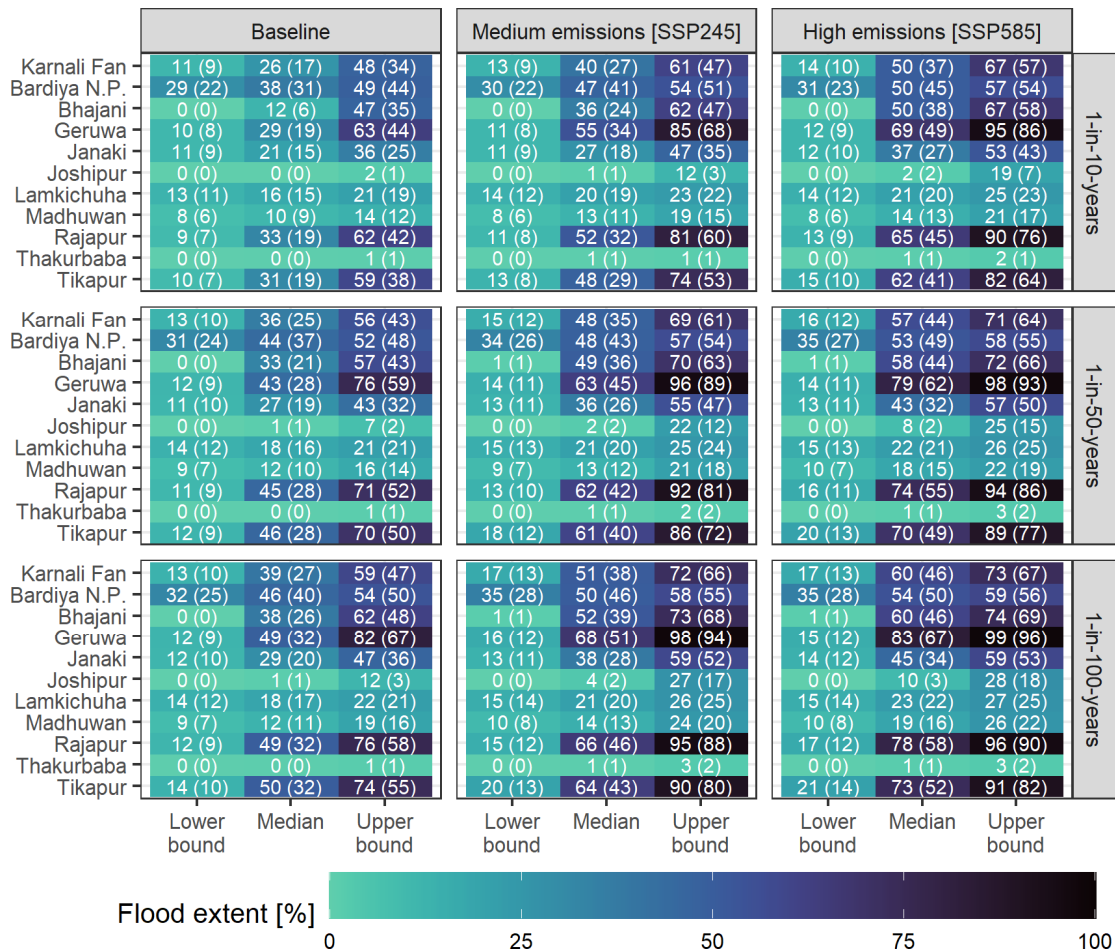 Baseline Medium emissions [SSP245] High emissions [SSP585]
Karnali Fan 11 (9) 26 (17) 48 (34) 13 (9) 40 (27) 61 (47) 14 (10) 50 (37) 67 (57)
Bardiya N.P. 29 (22) 38 (31) 49 (44) 30 (22) 47 (41) 54 (51) 31 (23) 50 (45) 57 (54)
Bhajani 0 (0) 12 (6) 47 (35) 0 (0) 36 (24) 62 (47) 0 (0) 50 (38) 67 (58)
Geruwa 10 (8) 29 (19) 63 (44) 11 (8) 55 (34) 85 (68) 12 (9) 69 (49) 95 (86)
Janaki 11 (9) 21 (15) 36 (25) 11 (9) 27 (18) 47 (35) 12 (10) 37 (27) 53 (43)
Joshipur 0 (0) 0 (0) 2 (1) 0 (0) 1 (1) 12 (3) 0 (0) 2 (2) 19 (7)
Lamkichuha 13 (11) 16 (15) 21 (19) 14 (12) 20 (19) 23 (22) 14 (12) 21 (20) 25 (23)
Madhuwan 8 (6) 10 (9) 14 (12) 8 (6) 13 (11) 19 (15) 8 (6) 14 (13) 21 (17)
Rajapur 9 (7) 33 (19) 62 (42) 11 (8) 52 (32) 81 (60) 13 (9) 65 (45) 90 (76)
Thakurbaba 0 (0) 0 (0) 1 (1) 0 (0) 1 (1) 1 (1) 0 (0) 1 (1) 2 (1)
Tikapur 10 (7) 31 (19) 59 (38) 13 (8) 48 (29) 74 (53) 15 (10) 62 (41) 82 (64)
1-in-10-years
Karnali Fan 13 (10) 36 (25) 56 (43) 15 (12) 48 (35) 69 (61) 16 (12) 57 (44) 71 (64)
Bardiya N.P. 31 (24) 44 (37) 52 (48) 34 (26) 48 (43) 57 (54) 35 (27) 53 (49) 58 (55)
Bhajani 0 (0) 33 (21) 57 (43) 1 (1) 49 (36) 70 (63) 1 (1) 58 (44) 72 (66)
Geruwa 12 (9) 43 (28) 76 (59) 14 (11) 63 (45) 96 (89) 14 (11) 79 (62) 98 (93)
Janaki 11 (10) 27 (19) 43 (32) 13 (11) 36 (26) 55 (47) 13 (11) 43 (32) 57 (50)
Joshipur 0 (0) 1 (1) 7 (2) 0 (0) 2 (2) 22 (12) 0 (0) 8 (2) 25 (15)
Lamkichuha 14 (12) 18 (16) 21 (21) 15 (13) 21 (20) 25 (24) 15 (13) 22 (21) 26 (25)
Madhuwan 9 (7) 12 (10) 16 (14) 9 (7) 13 (12) 21 (18) 10 (7) 18 (15) 22 (19)
Rajapur 11 (9) 45 (28) 71 (52) 13 (10) 62 (42) 92 (81) 16 (11) 74 (55) 94 (86)
Thakurbaba 0 (0) 0 (0) 1 (1) 0 (0) 1 (1) 2 (2) 0 (0) 1 (1) 3 (2)
Tikapur 12 (9) 46 (28) 70 (50) 18 (12) 61 (40) 86 (72) 20 (13) 70 (49) 89 (77)
1-in-50-years
Karnali Fan 13 (10) 39 (27) 59 (47) 17 (13) 51 (38) 72 (66) 17 (13) 60 (46) 73 (67)
Bardiya N.P. 32 (25) 46 (40) 54 (50) 35 (28) 50 (46) 58 (55) 35 (28) 54 (50) 59 (56)
Bhajani 0 (0) 38 (26) 62 (48) 1 (1) 52 (39) 73 (68) 1 (1) 60 (46) 74 (69)
Geruwa 12 (9) 49 (32) 82 (67) 16 (12) 68 (51) 98 (94) 15 (12) 83 (67) 99 (96)
Janaki 12 (10) 29 (20) 47 (36) 13 (11) 38 (28) 59 (52) 14 (12) 45 (34) 59 (53)
Joshipur 0 (0) 1 (1) 12 (3) 0 (0) 4 (2) 27 (17) 0 (0) 10 (3) 28 (18)
Lamkichuha 14 (12) 18 (17) 22 (21) 15 (14) 21 (20) 26 (25) 15 (14) 23 (22) 27 (25)
Madhuwan 9 (7) 12 (11) 19 (16) 10 (8) 14 (13) 24 (20) 10 (8) 19 (16) 26 (22)
Rajapur 12 (9) 49 (32) 76 (58) 15 (12) 66 (46) 95 (88) 17 (12) 78 (58) 96 (90)
Thakurbaba 0 (0) 0 (0) 1 (1) 0 (0) 1 (1) 3 (2) 0 (0) 1 (1) 3 (2)
Tikapur 14 (10) 50 (32) 74 (55) 20 (13) 64 (43) 90 (80) 21 (14) 73 (52) 91 (82)
1-in-100-years
Lower Median Upper Lower Median Upper Lower Median Upper
bound bound bound bound bound bound
Flood extent [%]
0 25 50 75 100